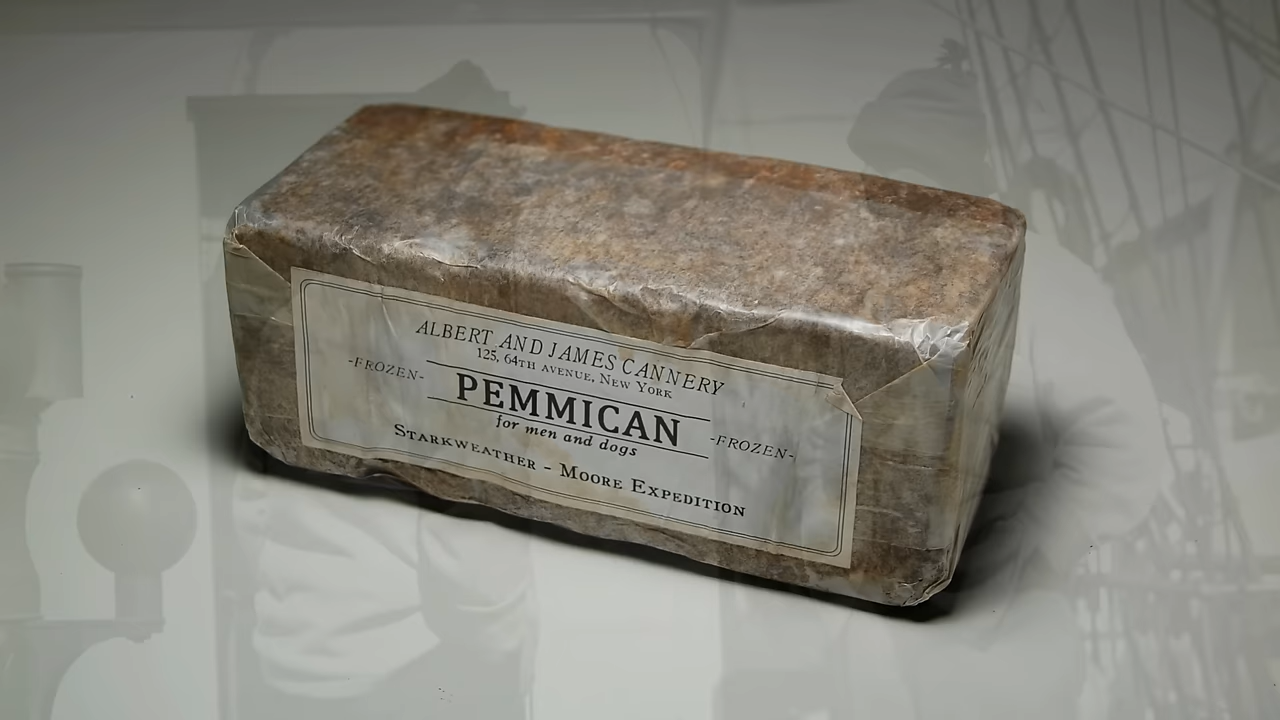 ALBERT AND JAMES CANNERY
125, 64TH AVENUE, NEW YORK
-FROZEN- PEMMICAN -FROZEN-
for men and dogs
STARKWEATHER - MOORE EXPEDITION